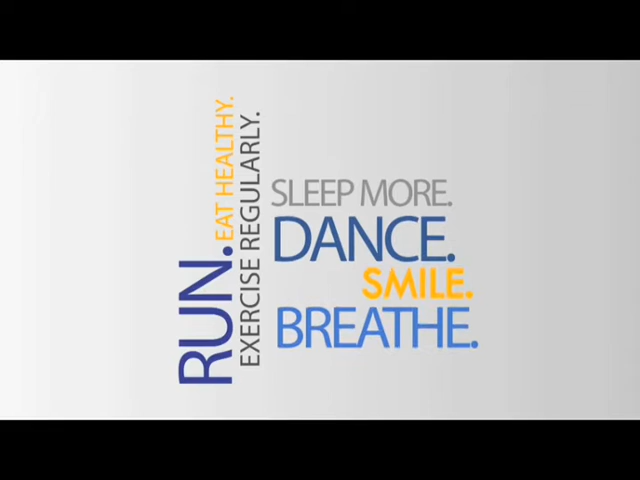 RUN.
EAT HEALTHY.
EXERCISE REGULARLY.
SLEEP MORE.
DANCE.
SMILE.
BREATHE.